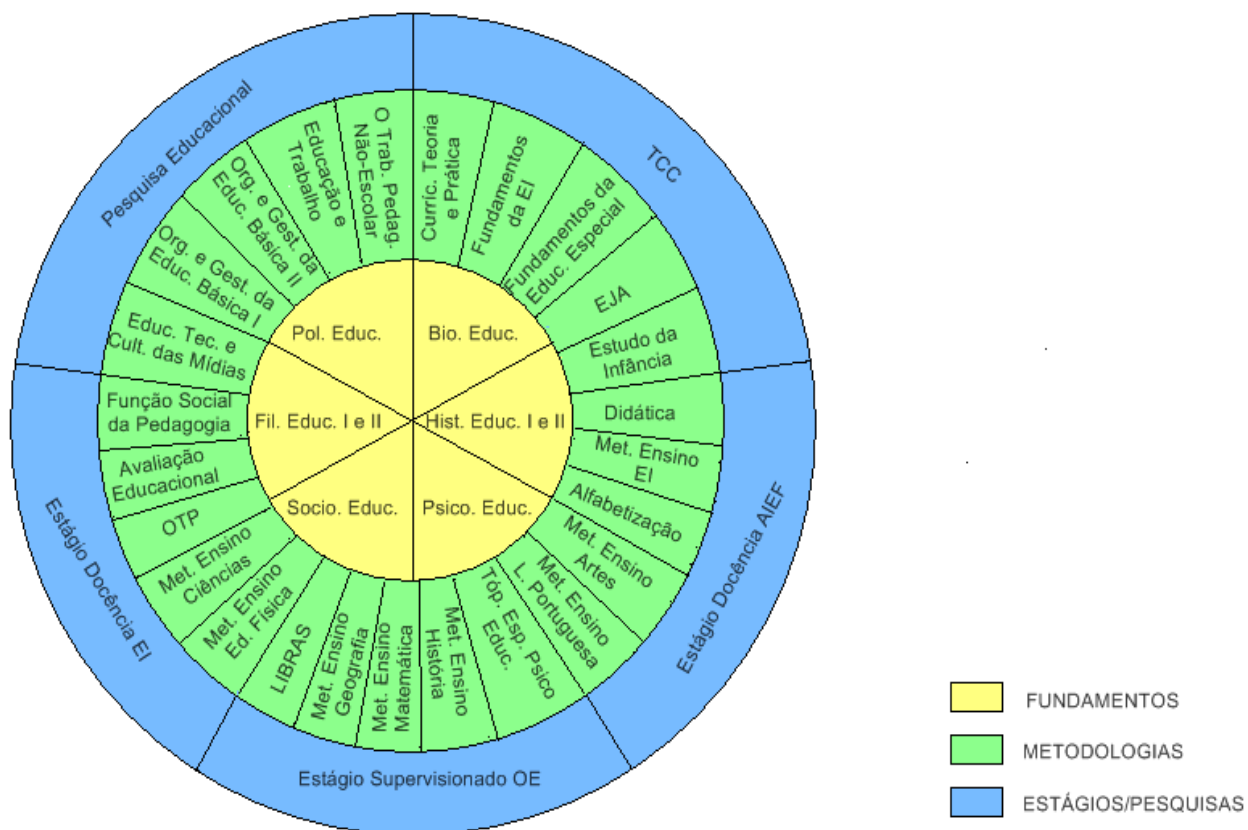 Pesquisa Educacional
TCC
Estágio Docência AIEF
Estágio Supervisionado OE
Estágio Docência EI
O Trab. Pedag.
Não-Escolar
Curríc. Teoria
e Prática
Fundamentos
da EI
Fundamentos da
Educ. Especial
EJA
Estudo da
Infância
Didática
Met. Ensino
EI
Alfabetização
Met. Ensino
Artes
Met. Ensino
L. Portuguesa
Tóp. Esp. Psico
Educ.
Met. Ensino
História
Met. Ensino
Matemática
Met. Ensino
Geografia
LIBRAS
Met. Ensino
Ed. Física
Met. Ensino
Ciências
OTP
Avaliação
Educacional
Função Social
da Pedagogia
Educ. Tec. e
Cult. das Mídias
Org. e Gest. da
Educ. Básica I
Org. e Gest. da
Educ. Básica II
Educação e
Trabalho
Pol. Educ.
Bio. Educ.
Fil. Educ. I e II
Hist. Educ. I e II
Socio. Educ.
Psico. Educ.
FUNDAMENTOS
METODOLOGIAS
ESTÁGIOS/PESQUISAS